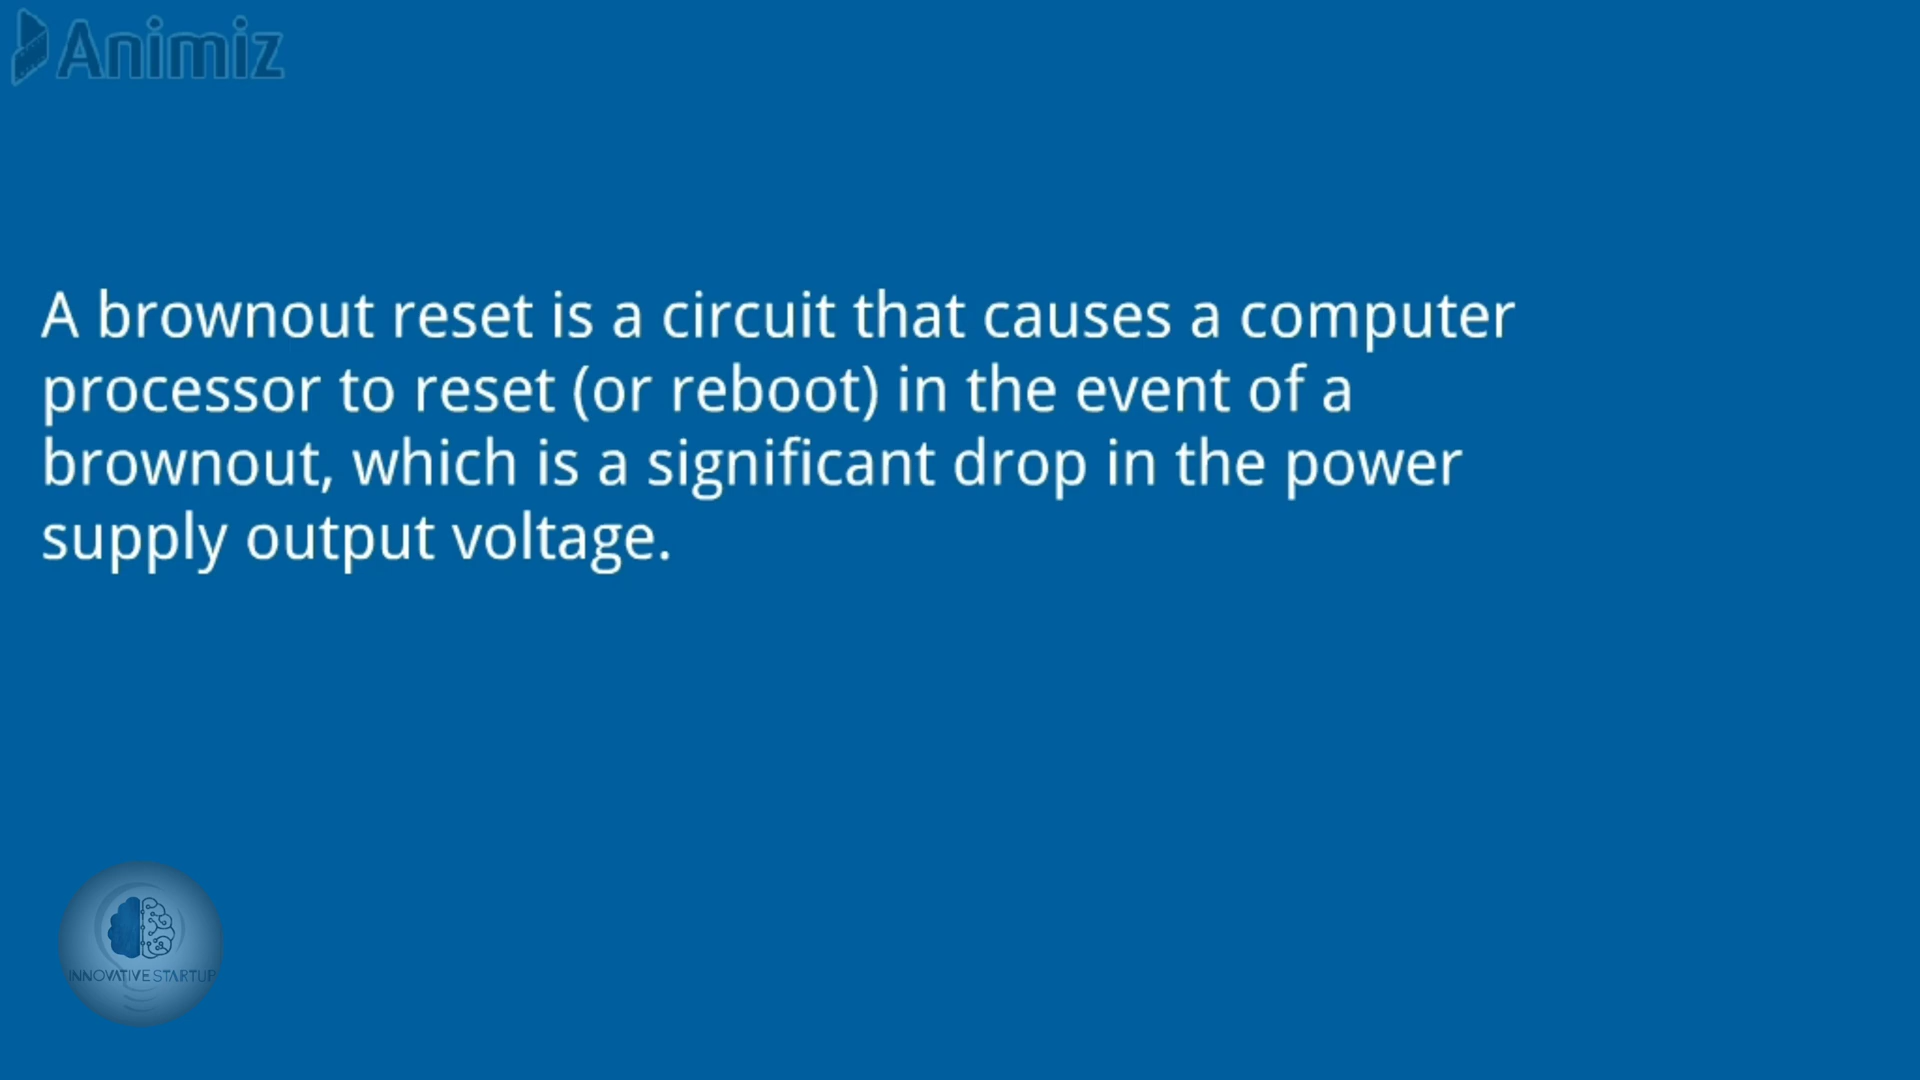 Animiz
A brownout reset is a circuit that causes a computer
processor to reset (or reboot) in the event of a
brownout, which is a significant drop in the power
supply output voltage.
INNOVATIVE STARTUP